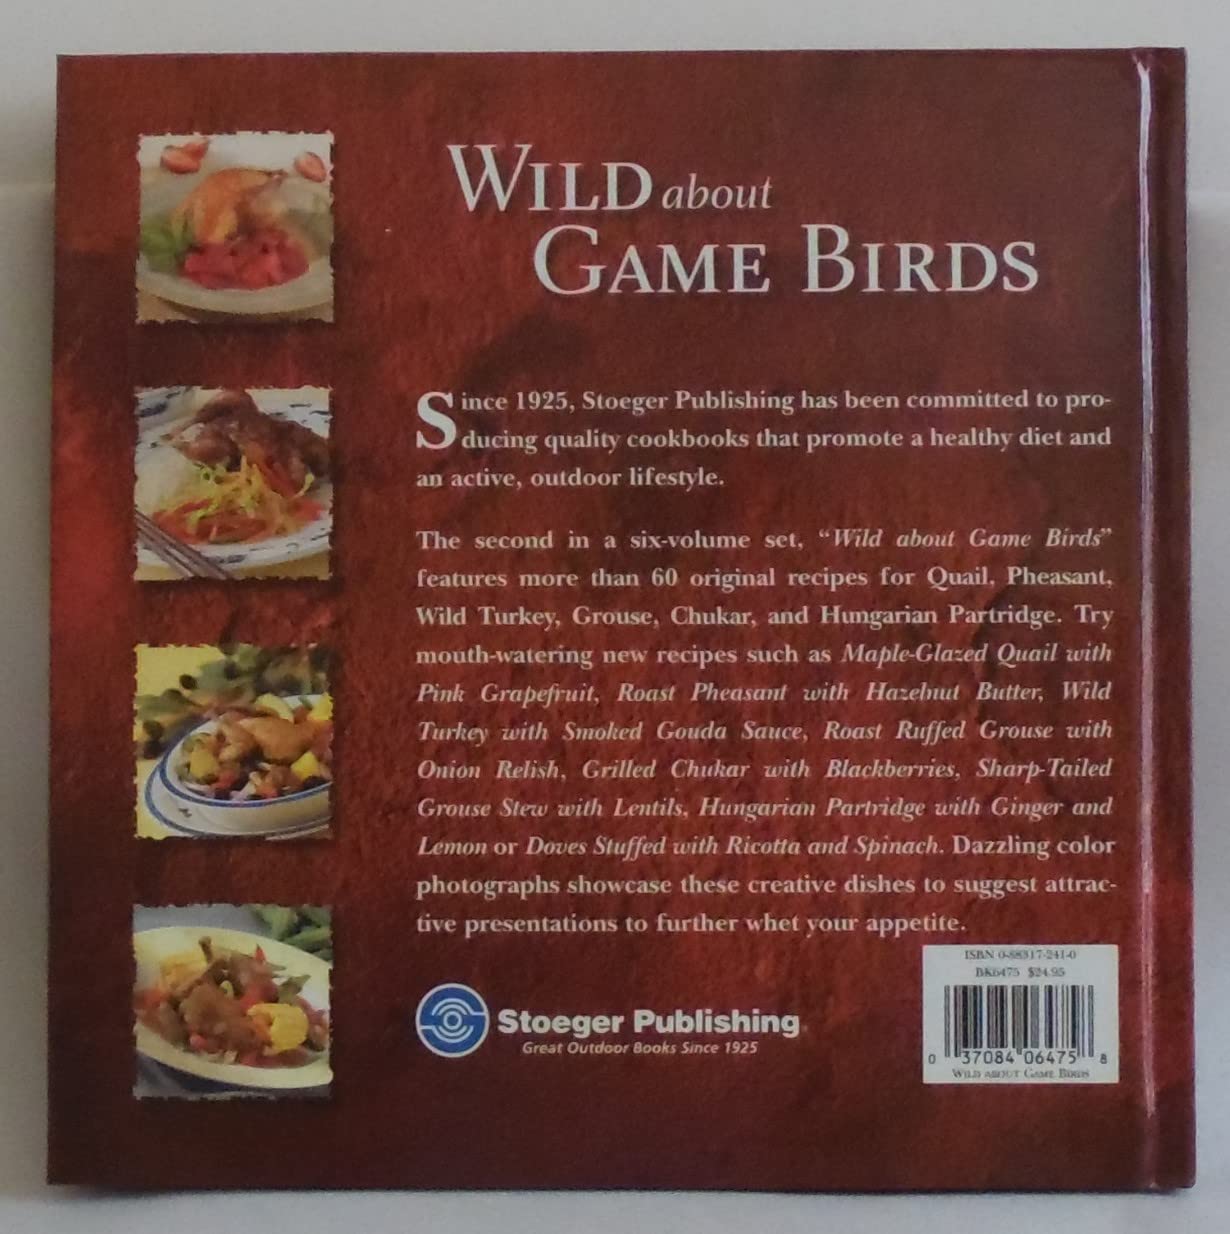 WILD about
GAME BIRDS
Since 1925, Stoeger Publishing has been committed to pro-
ducing quality cookbooks that promote a healthy diet and
an active, outdoor lifestyle.
The second in a six-volume set, "Wild about Game Birds"
features more than 60 original recipes for Quail, Pheasant,
Wild Turkey, Grouse, Chukar, and Hungarian Partridge. Try
mouth-watering new recipes such as Maple-Glazed Quail with
Pink Grapefruit, Roast Pheasant with Hazelnut Butter, Wild
Turkey with Smoked Gouda Sauce, Roast Ruffed Grouse with
Onion Relish, Grilled Chukar with Blackberries, Sharp-Tailed
Grouse Stew with Lentils, Hungarian Partridge with Ginger and
Lemon or Doves Stuffed with Ricotta and Spinach. Dazzling color
photographs showcase these creative dishes to suggest attrac-
tive presentations to further whet your appetite.
ISBN 0-88317-241-0
BK6475 $24.95
0 37084 06475 8
WILD ABOUT GAME BIRDS
Stoeger Publishing
Great Outdoor Books Since 1925